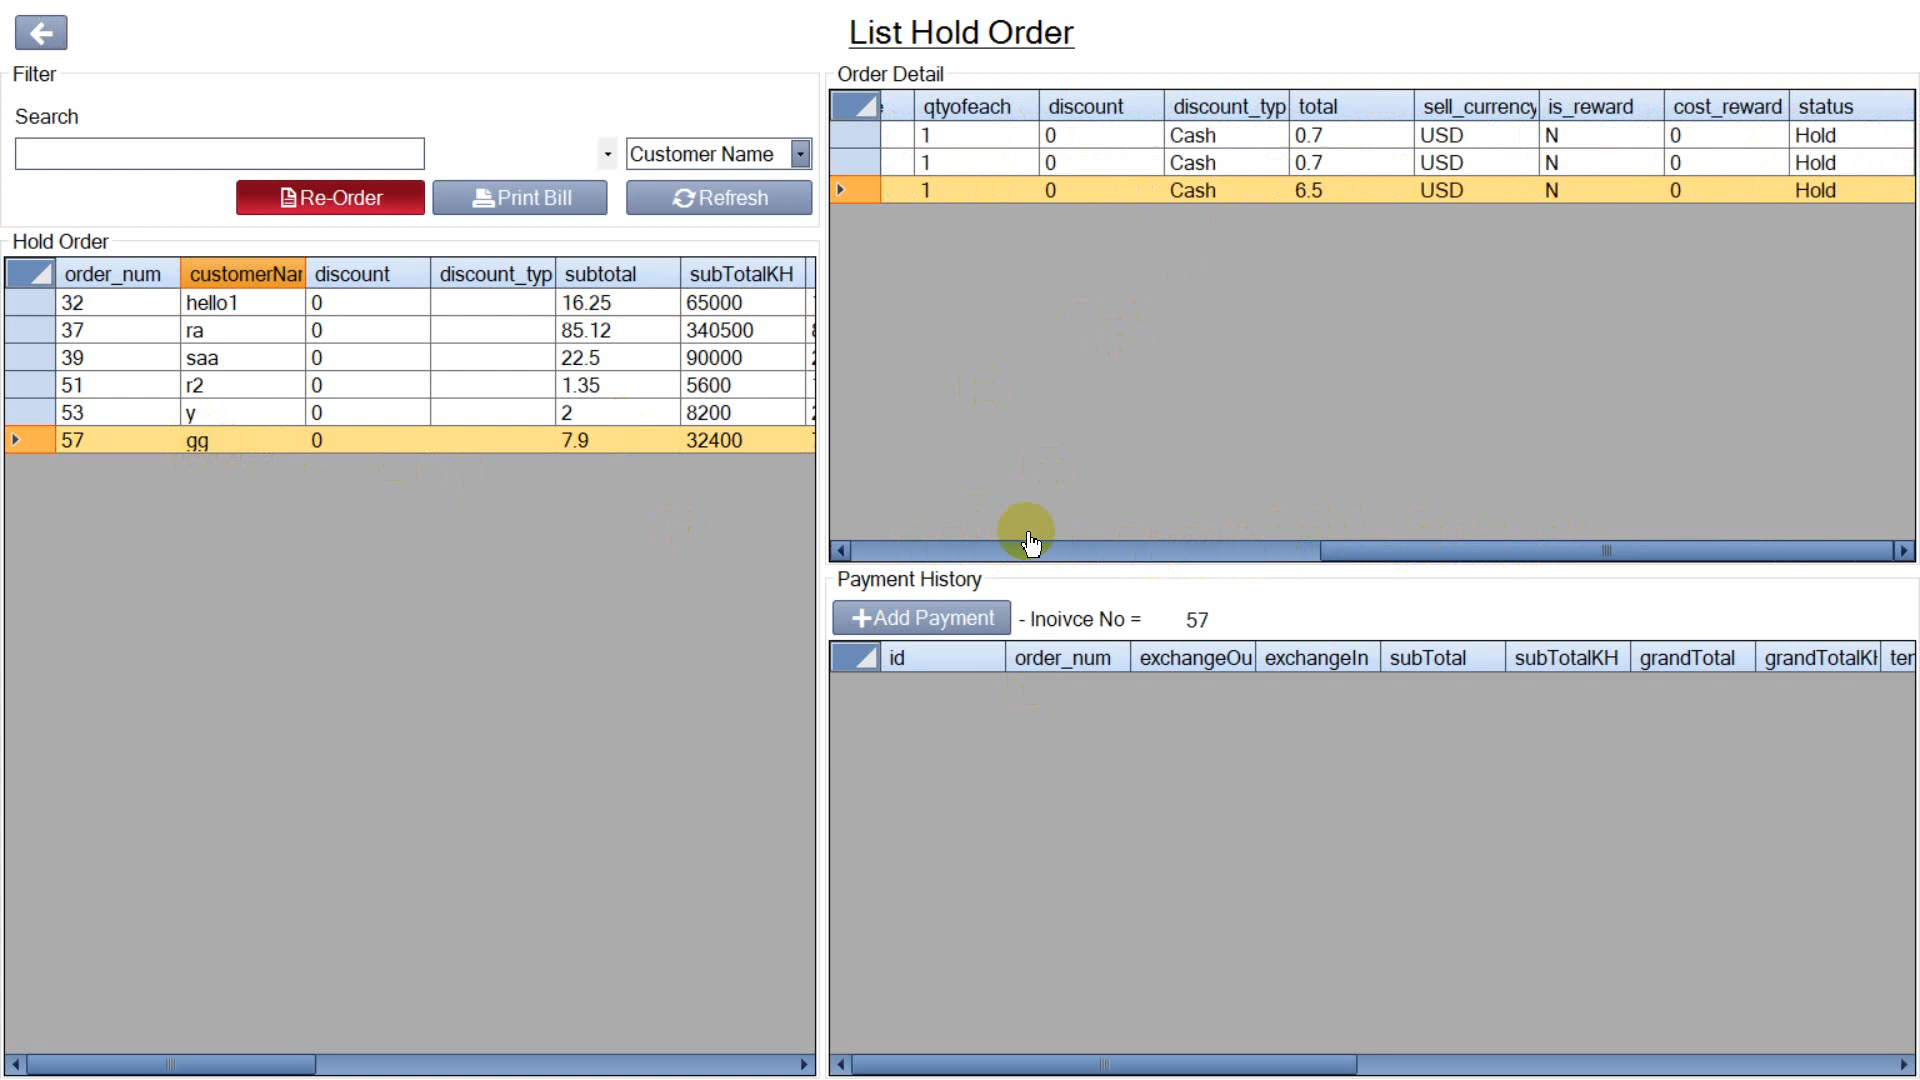 List Hold Order
Filter
Search
Customer Name
Re-Order Print Bill Refresh
Hold Order
order_num customerNar discount discount_typ subtotal subTotalKH
32 hello1 0 16.25 65000
37 ra 0 85.12 340500
39 saa 0 22.5 90000
51 r2 0 1.35 5600
53 y 0 2 8200
57 gg 0 7.9 32400
Order Detail
qtyofeach discount discount_typ total sell_currency is_reward cost_reward status
1 0 Cash 0.7 USD N 0 Hold
1 0 Cash 0.7 USD N 0 Hold
1 0 Cash 6.5 USD N 0 Hold
Payment History
Add Payment - Inoivce No = 57
id order_num exchangeOu exchangeIn subTotal subTotalKH grandTotal grandTotalKH ter